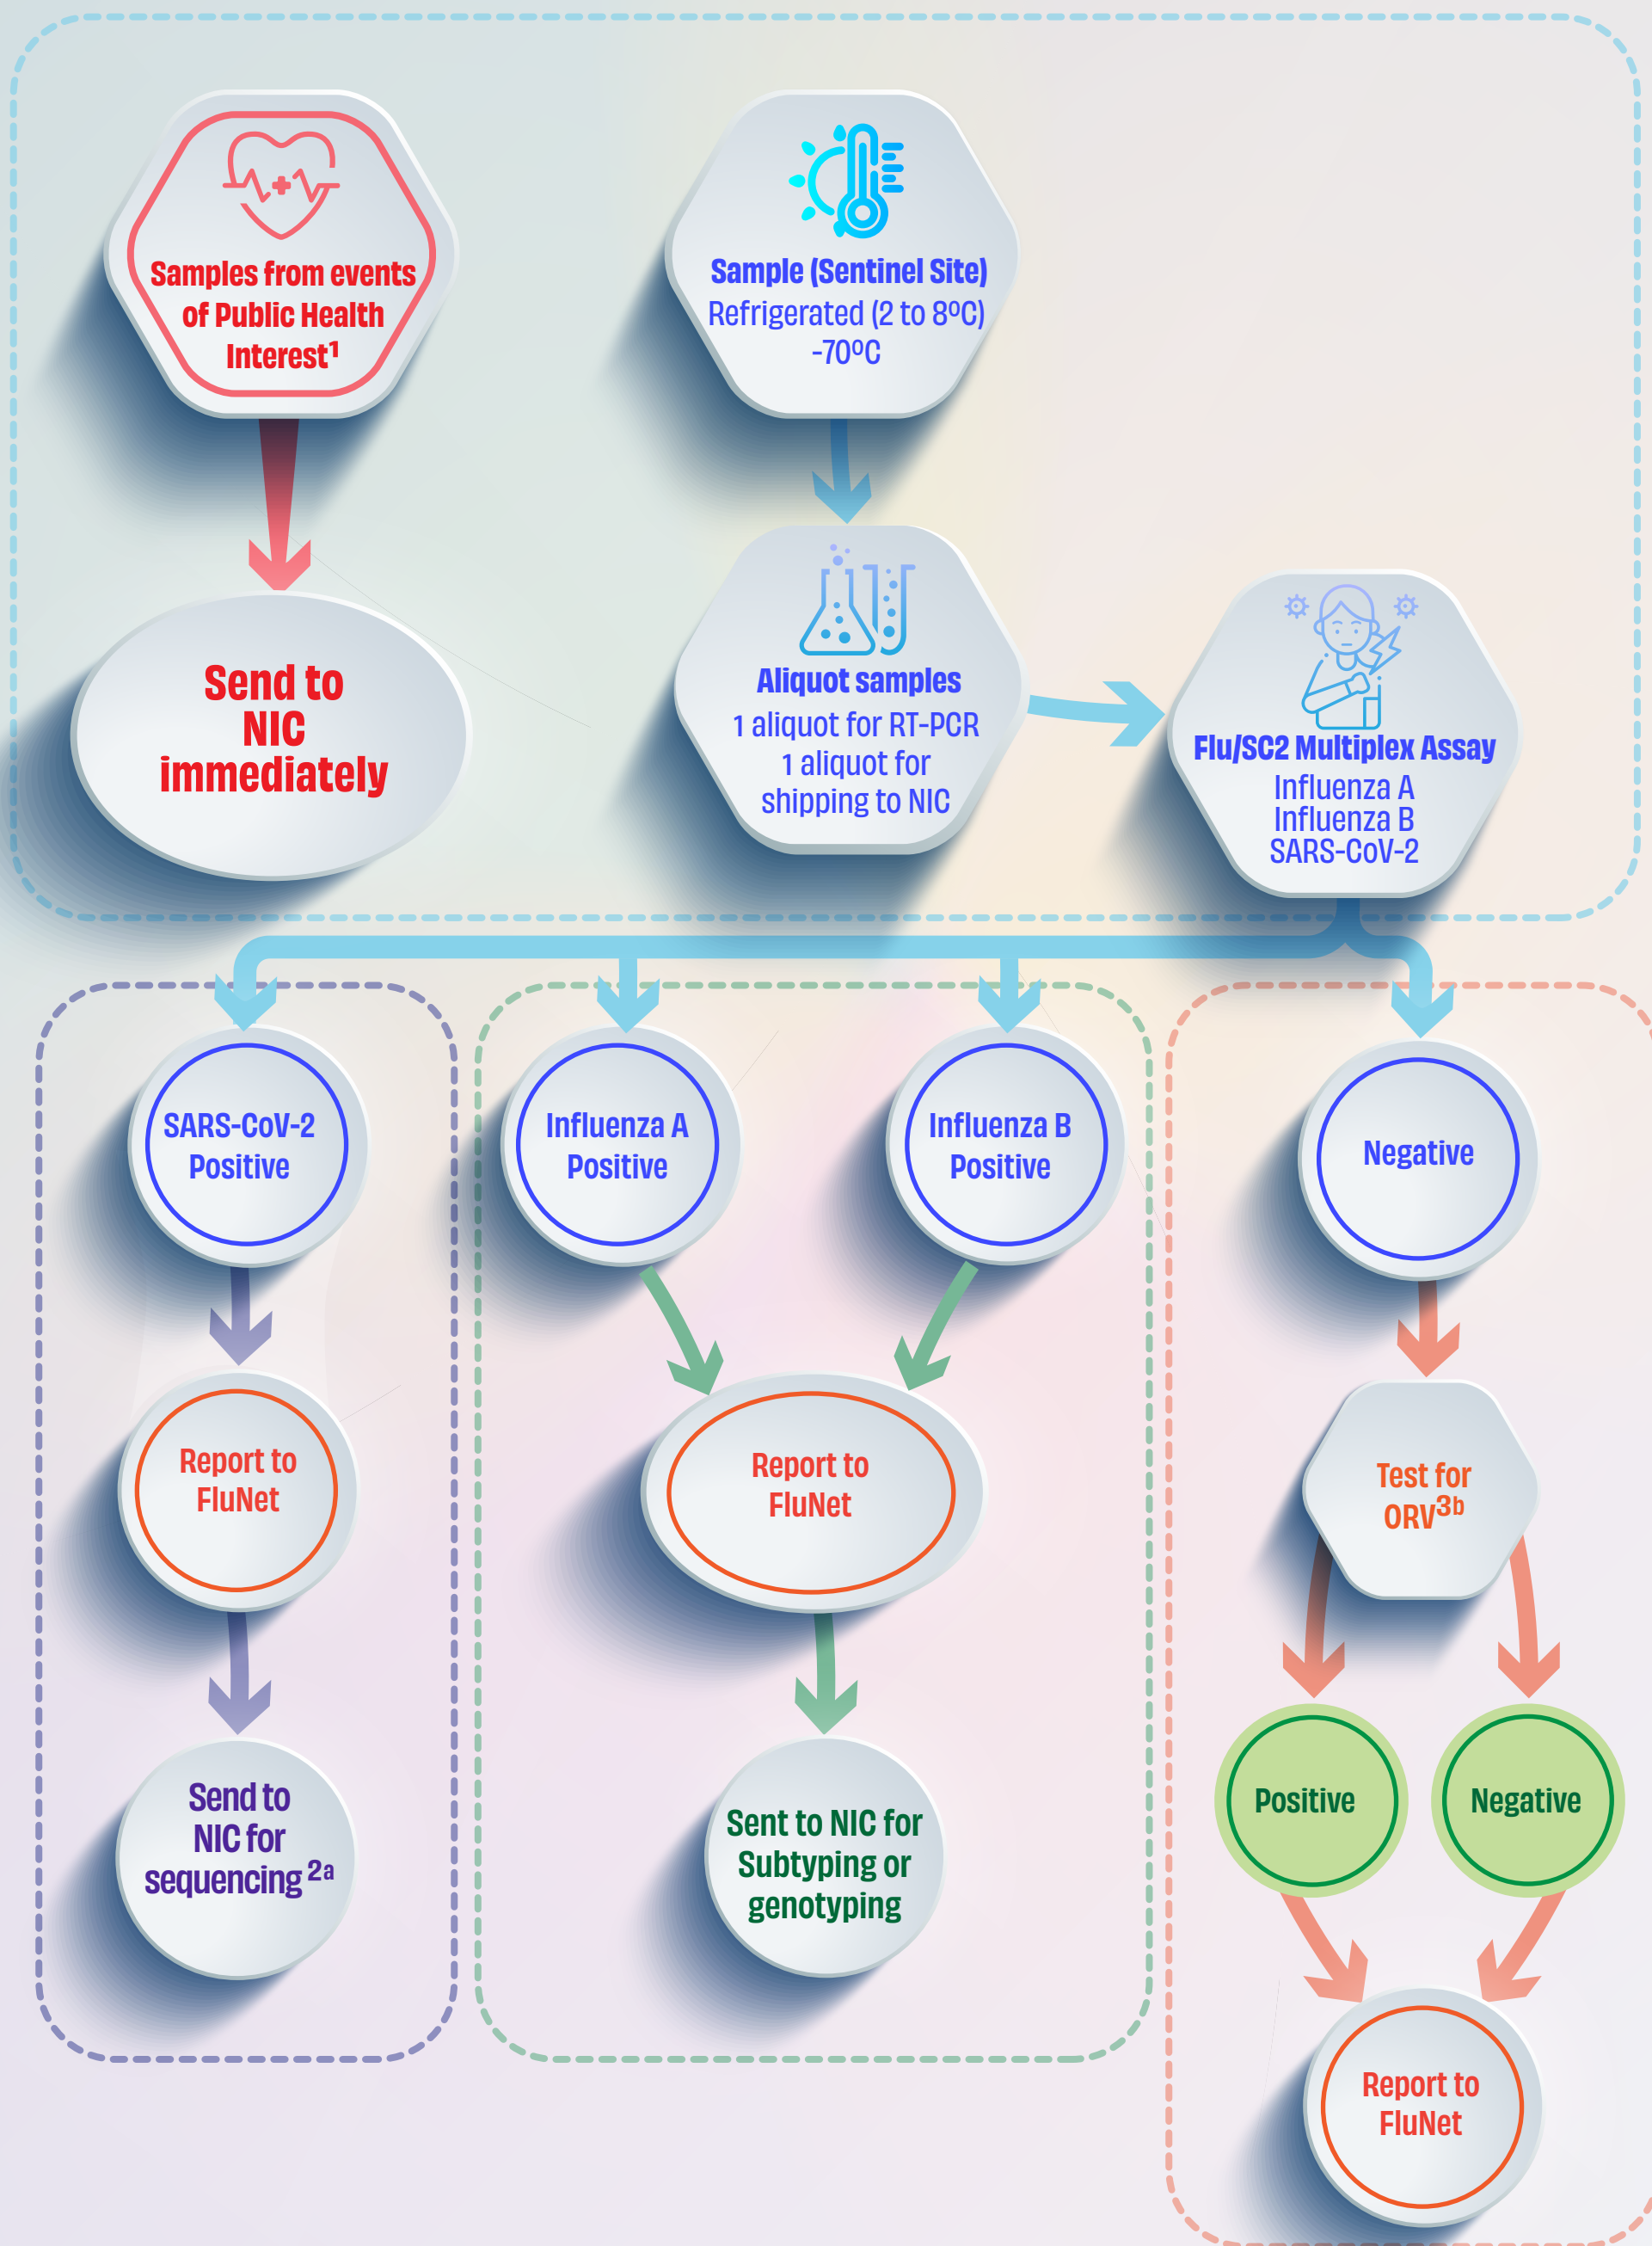 Samples from events
of Public Health
Interest¹
Sample (Sentinel Site)
Refrigerated (2 to 8ºC)
-70ºC
Send to
NIC
immediately
Aliquot samples
1 aliquot for RT-PCR
1 aliquot for
shipping to NIC
Flu/SC2 Multiplex Assay
Influenza A
Influenza B
SARS-CoV-2
SARS-CoV-2
Positive
Influenza A
Positive
Influenza B
Positive
Negative
Report to
FluNet
Report to
FluNet
Test for
ORV³ᵇ
Send to
NIC for
sequencing ²ᵃ
Sent to NIC for
Subtyping or
genotyping
Positive
Negative
Report to
FluNet